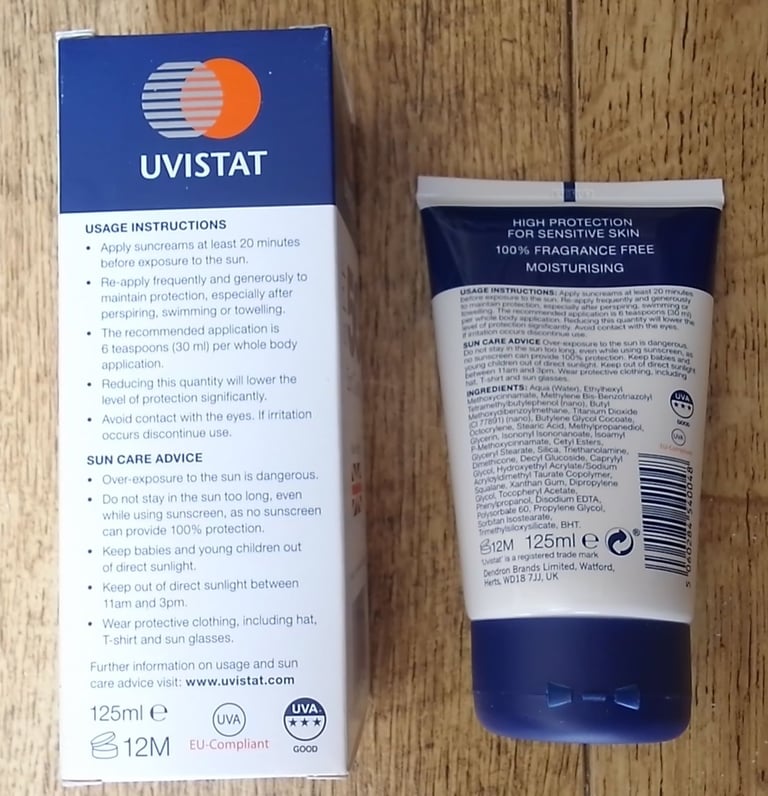 UVISTAT
USAGE INSTRUCTIONS
• Apply suncreams at least 20 minutes
before exposure to the sun.
• Re-apply frequently and generously to
maintain protection, especially after
perspiring, swimming or towelling.
• The recommended application is
6 teaspoons (30 ml) per whole body
application.
• Reducing this quantity will lower the
level of protection significantly.
• Avoid contact with the eyes. If irritation
occurs discontinue use.
SUN CARE ADVICE
• Over-exposure to the sun is dangerous.
• Do not stay in the sun too long, even
while using sunscreen, as no sunscreen
can provide 100% protection.
• Keep babies and young children out
of direct sunlight.
• Keep out of direct sunlight between
11am and 3pm.
• Wear protective clothing, including hat,
T-shirt and sun glasses.
Further information on usage and sun
care advice visit: www.uvistat.com
125ml ℮
12M
UVA
EU-Compliant
UVA
★★★
GOOD
HIGH PROTECTION
FOR SENSITIVE SKIN
100% FRAGRANCE FREE
MOISTURISING
USAGE INSTRUCTIONS: Apply suncreams at least 20 minutes
before exposure to the sun. Re-apply frequently and generously
to maintain protection, especially after perspiring, swimming or
towelling. The recommended application is 6 teaspoons (30 ml)
per whole body application. Reducing this quantity will lower the
level of protection significantly. Avoid contact with the eyes.
If irritation occurs discontinue use.
SUN CARE ADVICE Over-exposure to the sun is dangerous.
Do not stay in the sun too long, even while using sunscreen, as
no sunscreen can provide 100% protection. Keep babies and
young children out of direct sunlight. Keep out of direct sunlight
between 11am and 3pm. Wear protective clothing, including
hat, T-shirt and sun glasses.
INGREDIENTS: Aqua (Water), Ethylhexyl
Methoxycinnamate, Methylene Bis-Benzotriazolyl
Tetramethylbutylephenol (nano), Butyl
Methoxydibenzoylmethane, Titanium Dioxide
(CI 77891) (nano), Butylene Glycol Cocoate,
Octocrylene, Stearic Acid, Methylpropanediol,
Glycerin, Isononyl Isononanoate, Isoamyl
P-Methoxycinnamate, Cetyl Esters,
Glyceryl Stearate, Silica, Triethanolamine,
Dimethicone, Decyl Glucoside, Caprylyl
Glycol, Hydroxyethyl Acrylate/Sodium
Acryloyldimethyl Taurate Copolymer,
Squalane, Xanthan Gum, Dipropylene
Glycol, Tocopheryl Acetate,
Phenylpropanol, Disodium EDTA,
Polysorbate 60, Propylene Glycol,
Sorbitan Isostearate,
Trimethylsiloxysilicate, BHT.
UVA
★★★
GOOD
UVA
EU-Compliant
12M 125ml ℮ ®
'Uvistat' is a registered trade mark
Dendron Brands Limited, Watford,
Herts, WD18 7JJ, UK
5 060284 540048